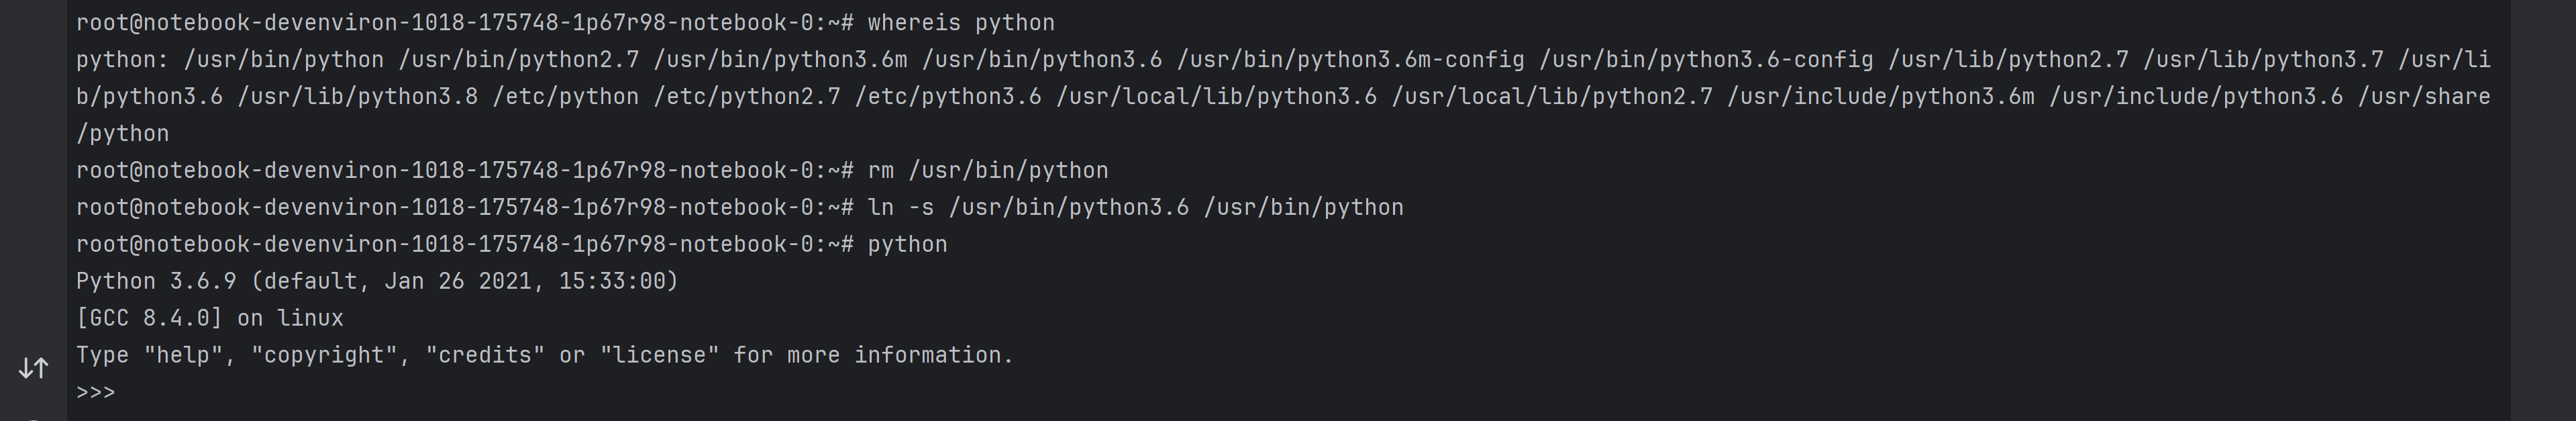 root@notebook-devenviron-1018-175748-1p67r98-notebook-0:~# whereis python
python: /usr/bin/python /usr/bin/python2.7 /usr/bin/python3.6m /usr/bin/python3.6 /usr/bin/python3.6m-config /usr/bin/python3.6-config /usr/lib/python2.7 /usr/lib/python3.7 /usr/li
b/python3.6 /usr/lib/python3.8 /etc/python /etc/python2.7 /etc/python3.6 /usr/local/lib/python3.6 /usr/local/lib/python2.7 /usr/include/python3.6m /usr/include/python3.6 /usr/share
/python
root@notebook-devenviron-1018-175748-1p67r98-notebook-0:~# rm /usr/bin/python
root@notebook-devenviron-1018-175748-1p67r98-notebook-0:~# ln -s /usr/bin/python3.6 /usr/bin/python
root@notebook-devenviron-1018-175748-1p67r98-notebook-0:~# python
Python 3.6.9 (default, Jan 26 2021, 15:33:00)
[GCC 8.4.0] on linux
Type "help", "copyright", "credits" or "license" for more information.
>>>